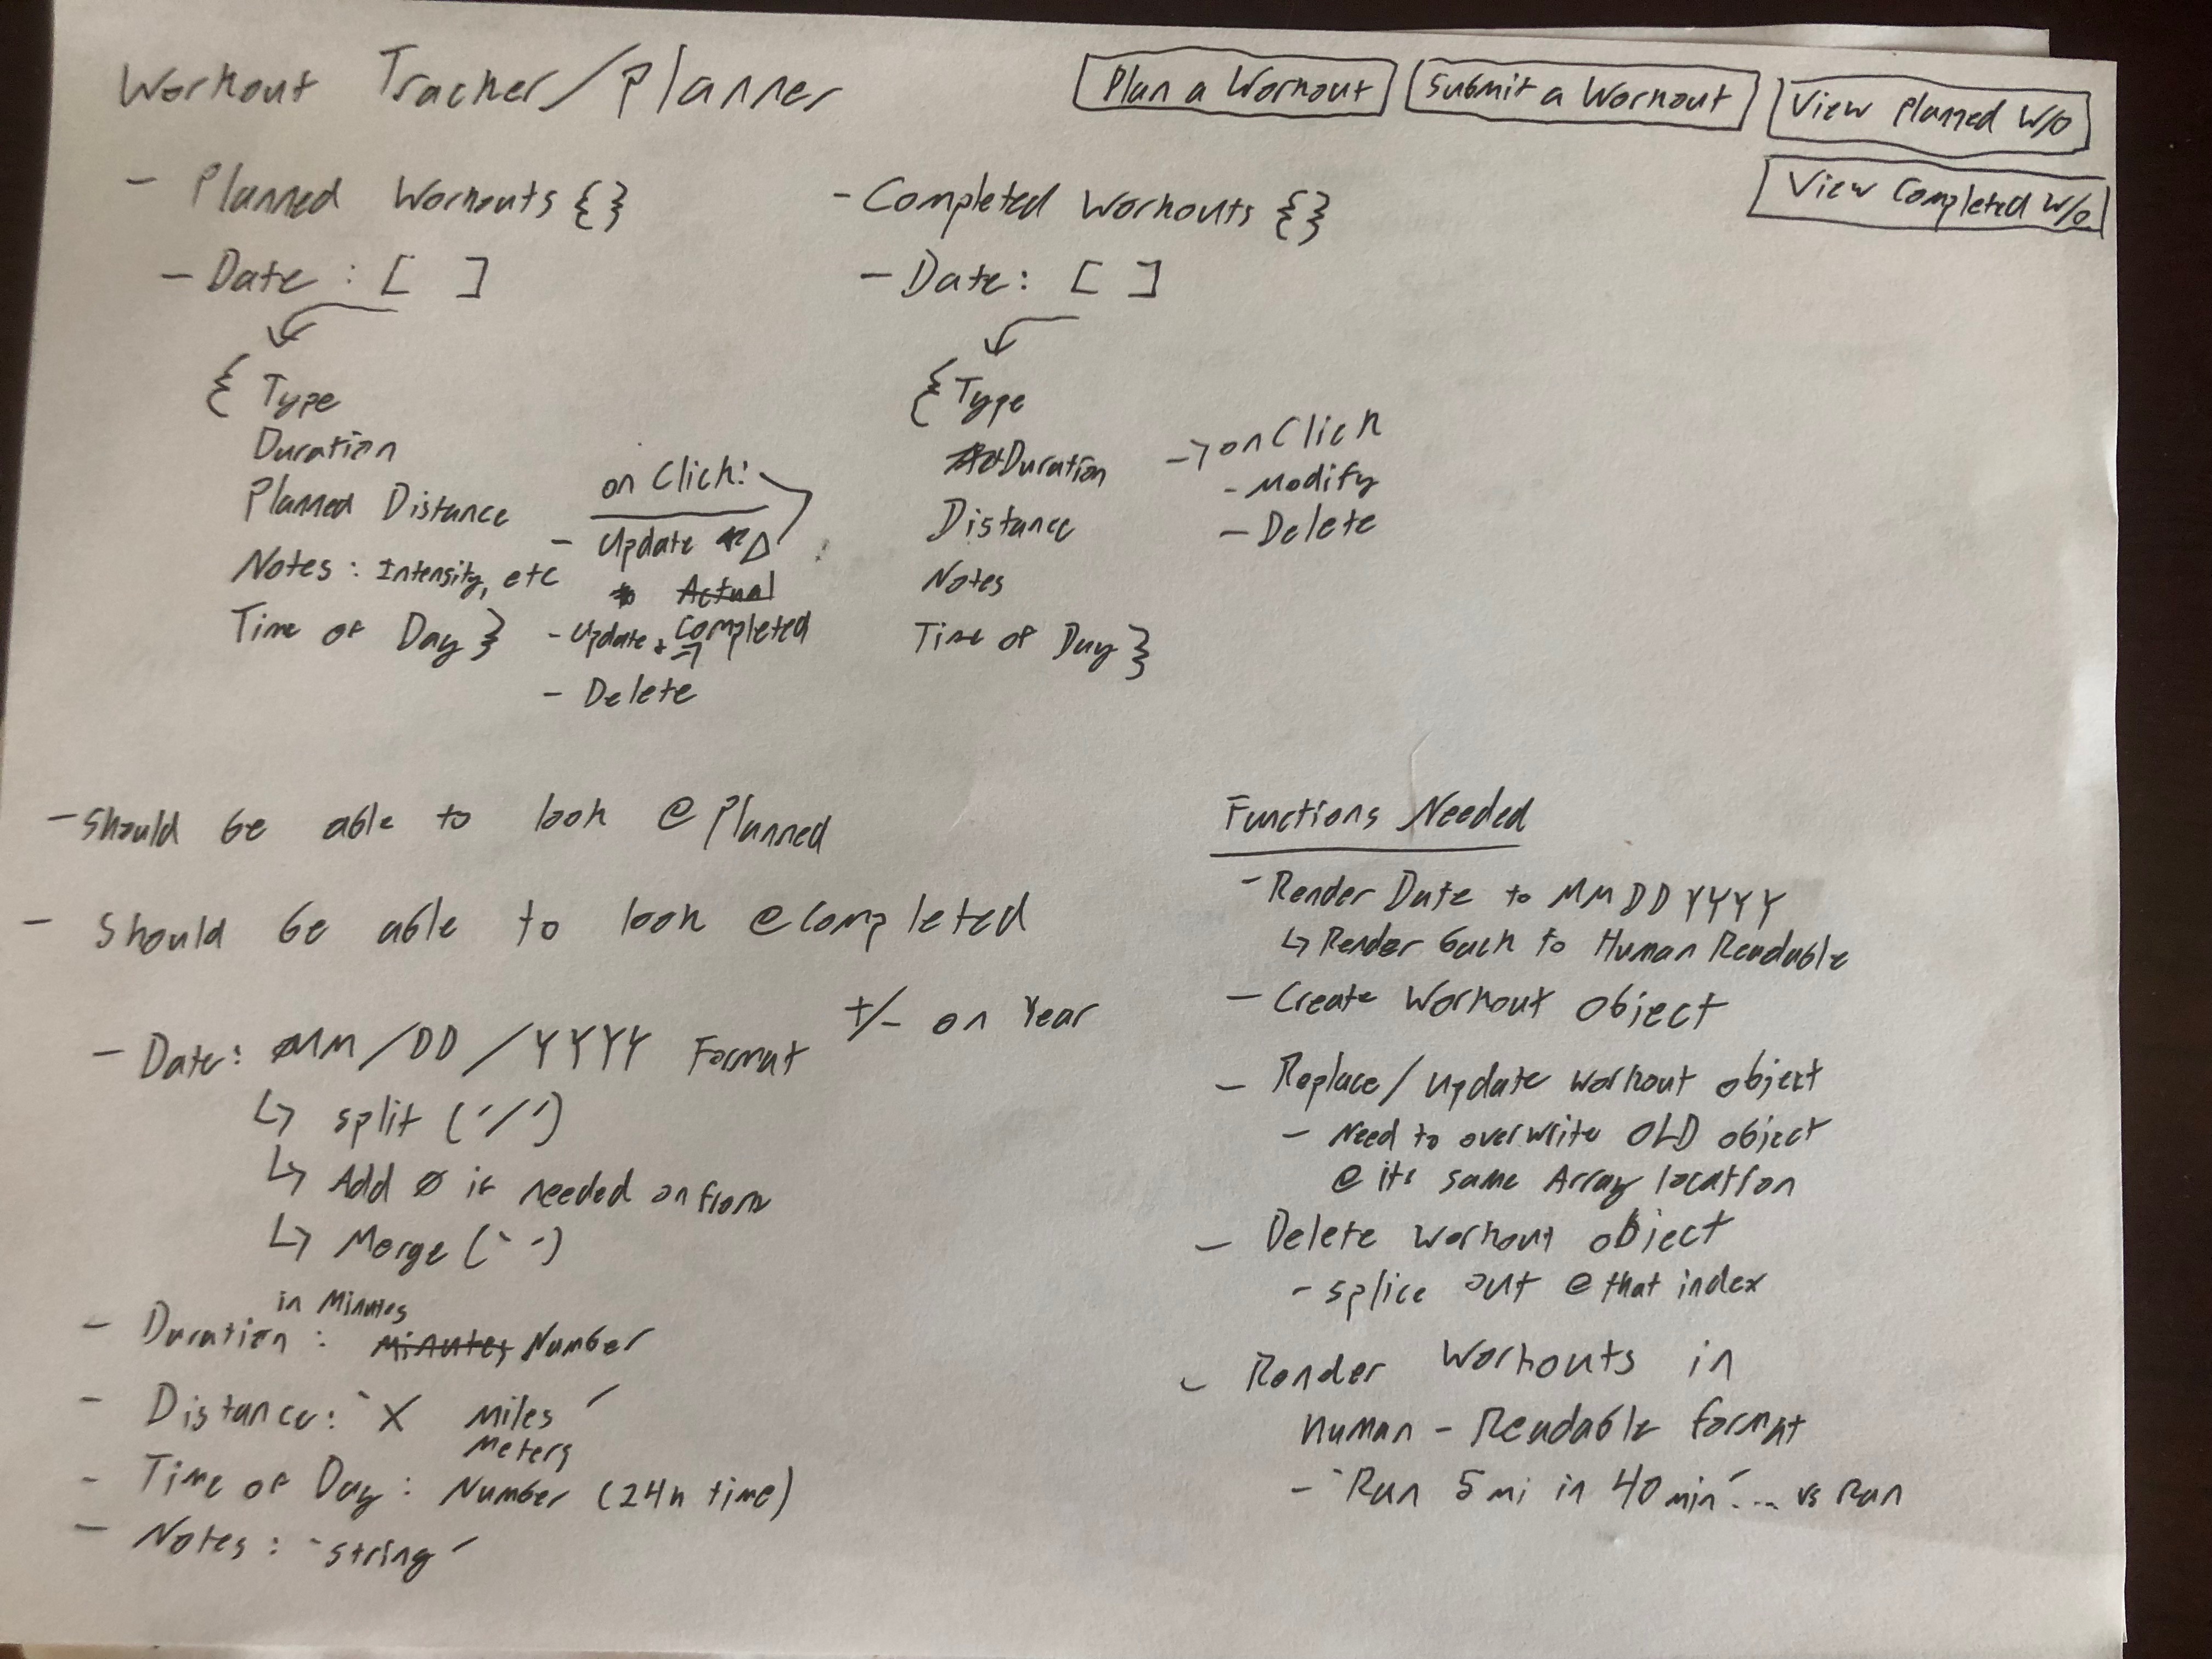 Workout Tracker/Planner
Plan a Workout
Submit a Workout
View Planned W/O
View Completed W/O
- Planned Workouts {}
- Date : [ ]
{ Type
Duration
Planned Distance
Notes : Intensity, etc
Time of Day }
on Click:
- Update
Actual
- Update + Completed
- Delete
- Completed Workouts {}
- Date : [ ]
{ Type
Duration
Distance
Notes
Time of Day }
→ on Click
- Modify
- Delete
- Should be able to look @ Planned
- Should be able to look @ Completed
- Date: MM/DD/YYYY Format +/- on Year
↳ split ('/')
↳ Add 0 if needed on front
↳ Merge ('')
in Minutes
- Duration : Minutes Number
- Distance: 'X miles'
meters
- Time of Day : Number (24h time)
- Notes : 'string'
Functions Needed
- Render Date to MMDDYYYY
↳ Render back to Human Readable
- Create Workout object
- Replace/Update workout object
- Need to overwrite OLD object
@ its same Array location
- Delete workout object
- splice out @ that index
- Render Workouts in
Human-Readable format
- 'Run 5 mi in 40 min' ... vs Run